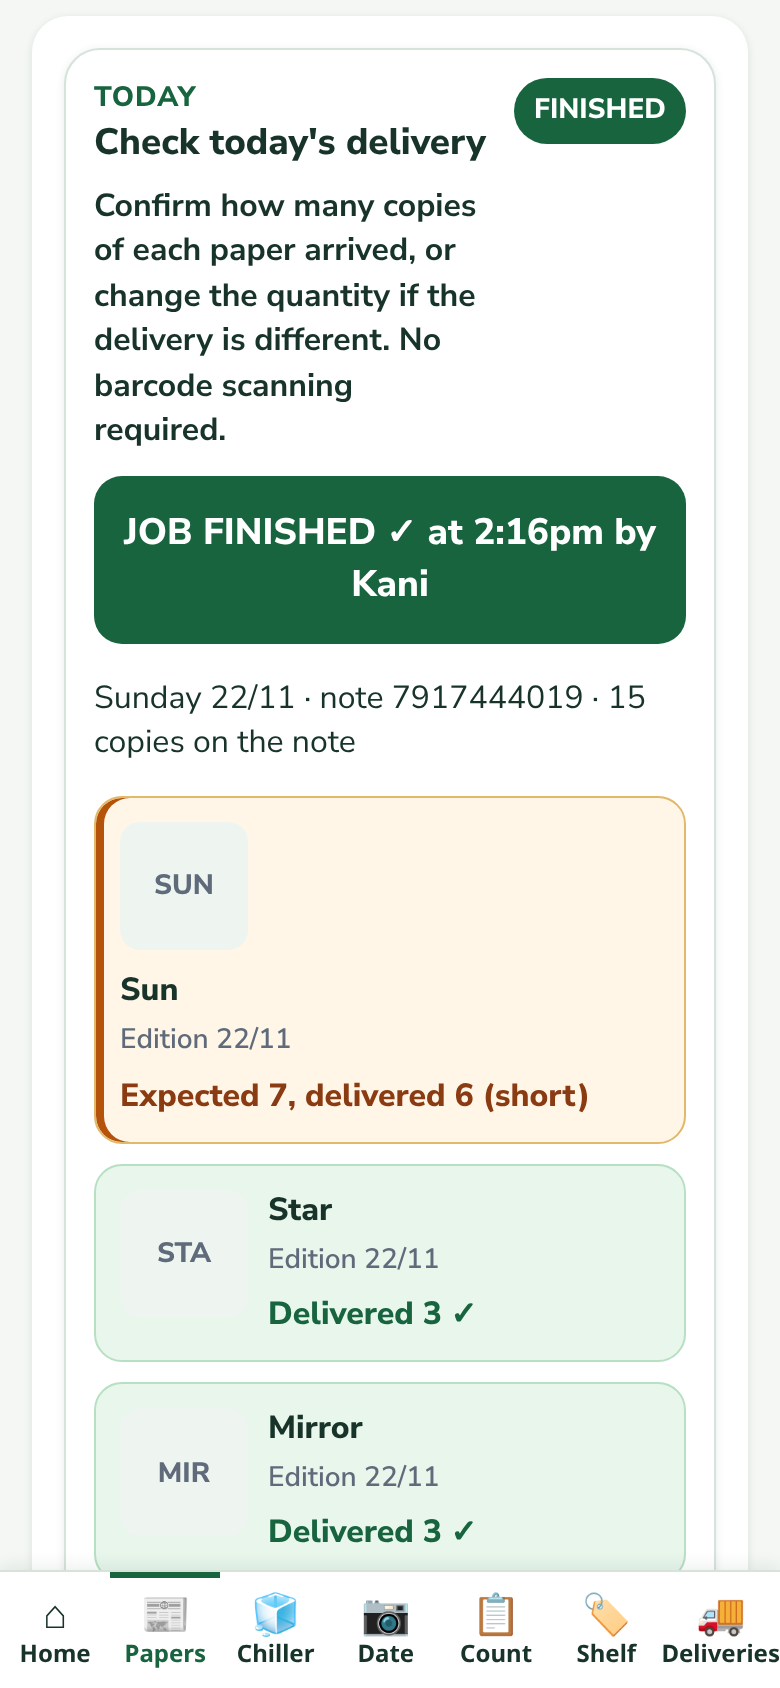 TODAY
FINISHED
Check today's delivery
Confirm how many copies
of each paper arrived, or
change the quantity if the
delivery is different. No
barcode scanning
required.
JOB FINISHED ✓ at 2:16pm by
Kani
Sunday 22/11 · note 7917444019 · 15
copies on the note
SUN
Sun
Edition 22/11
Expected 7, delivered 6 (short)
STA
Star
Edition 22/11
Delivered 3 ✓
MIR
Mirror
Edition 22/11
Delivered 3 ✓
Home
Papers
Chiller
Date
Count
Shelf
Deliveries